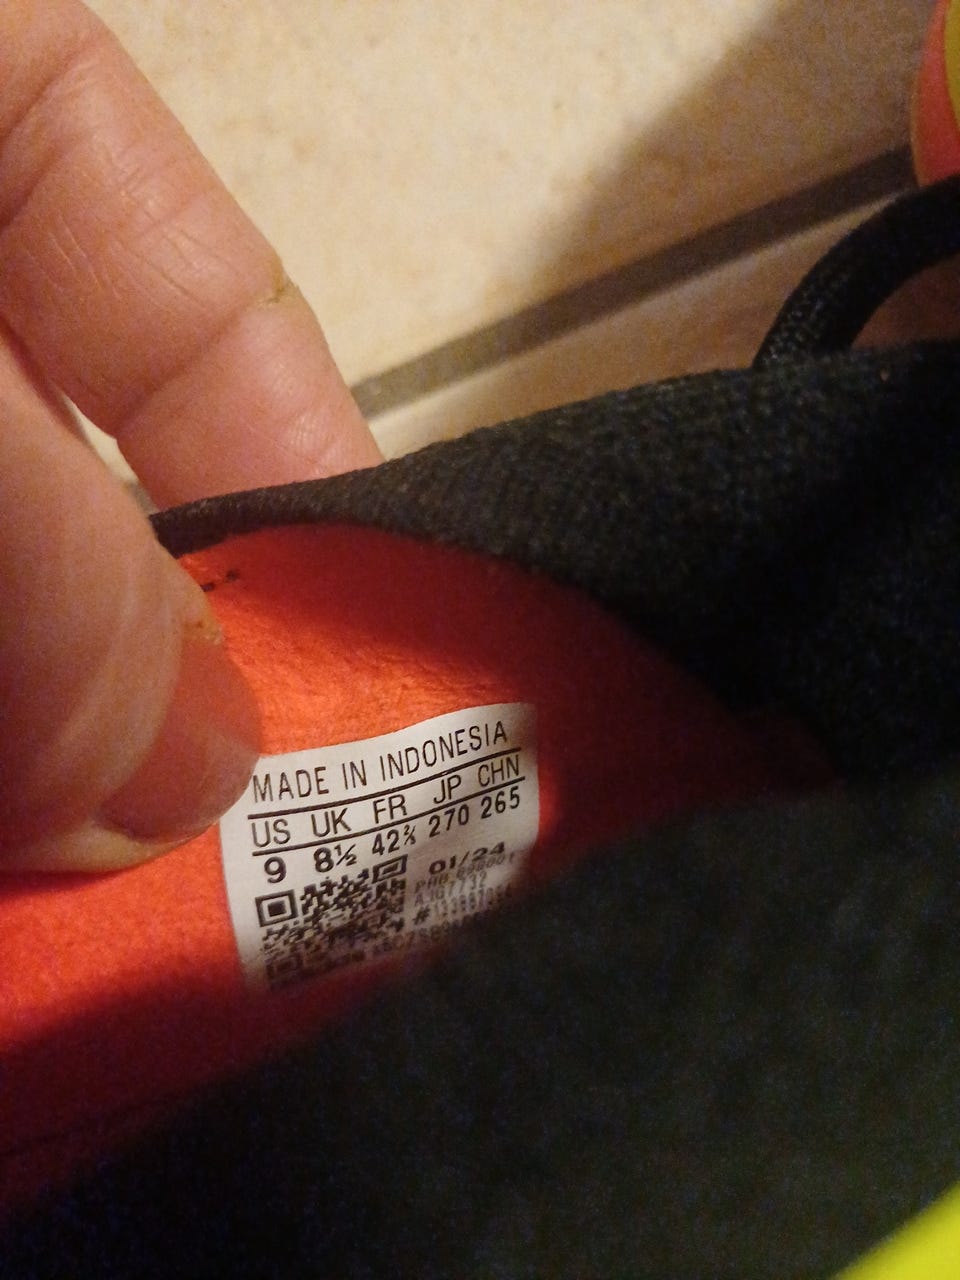 MADE IN INDONESIA
US UK FR JP CHN
9 8½ 42⅔ 270 265
01/24